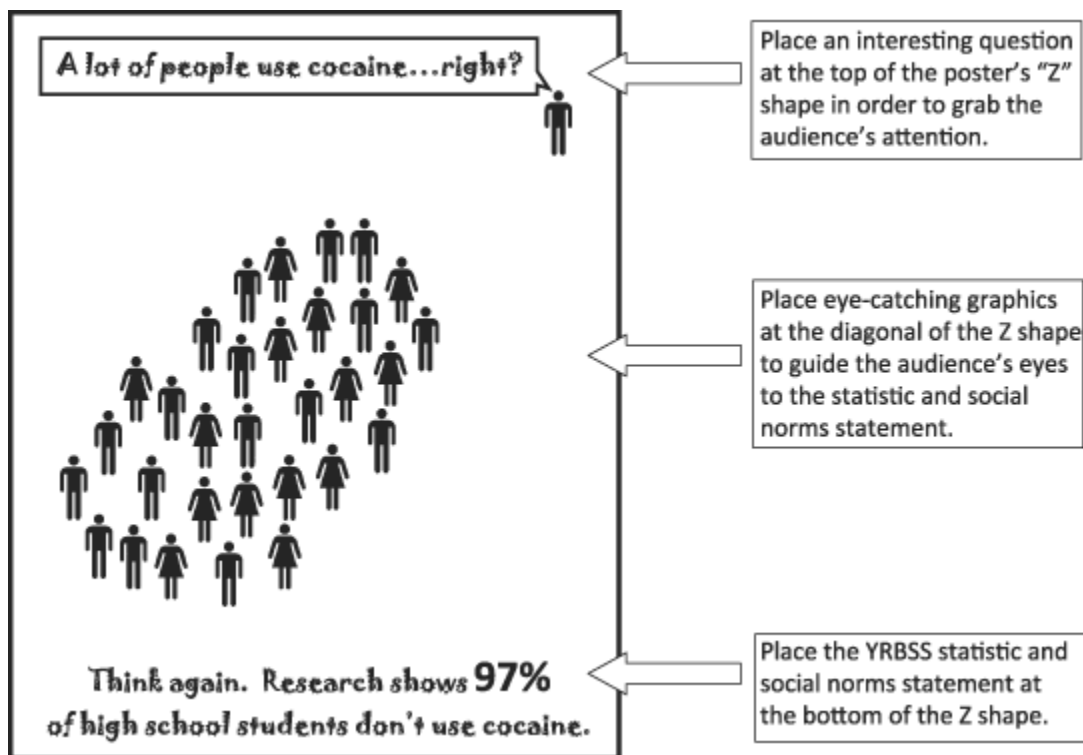 A lot of people use cocaine...right?
Place an interesting question
at the top of the poster’s “Z”
shape in order to grab the
audience’s attention.
Place eye-catching graphics
at the diagonal of the Z shape
to guide the audience’s eyes
to the statistic and social
norms statement.
Think again. Research shows 97%
of high school students don't use cocaine.
Place the YRBSS statistic and
social norms statement at
the bottom of the Z shape.